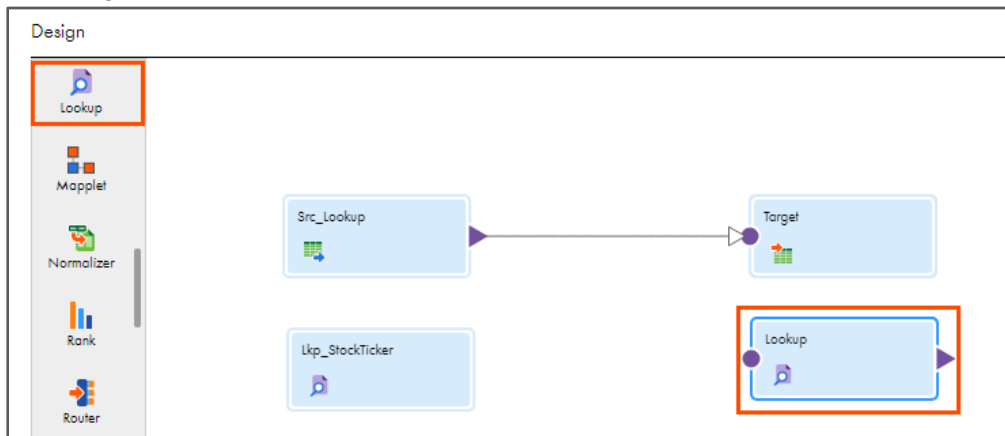 Design
Lookup
Mapplet
Normalizer
Rank
Router
Src_Lookup
Target
Lkp_StockTicker
Lookup